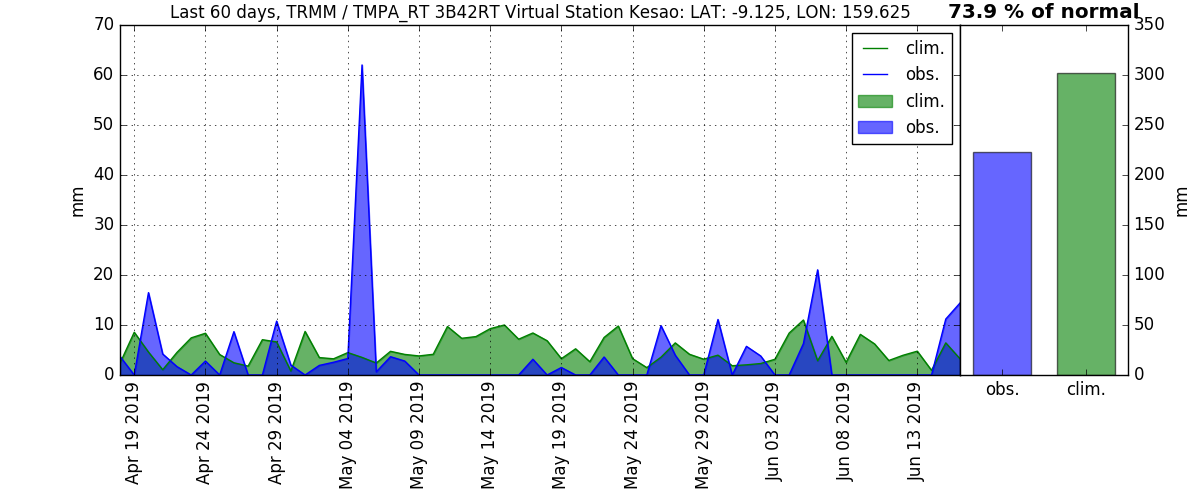 Last 60 days, TRMM / TMPA_RT 3B42RT Virtual Station Kesao: LAT: -9.125, LON: 159.625
73.9 % of normal
70
60
50
40
30
20
10
0
mm
clim.
obs.
clim.
obs.
Apr 19 2019
Apr 24 2019
Apr 29 2019
May 04 2019
May 09 2019
May 14 2019
May 19 2019
May 24 2019
May 29 2019
Jun 03 2019
Jun 08 2019
Jun 13 2019
350
300
250
200
150
100
50
0
mm
obs.
clim.